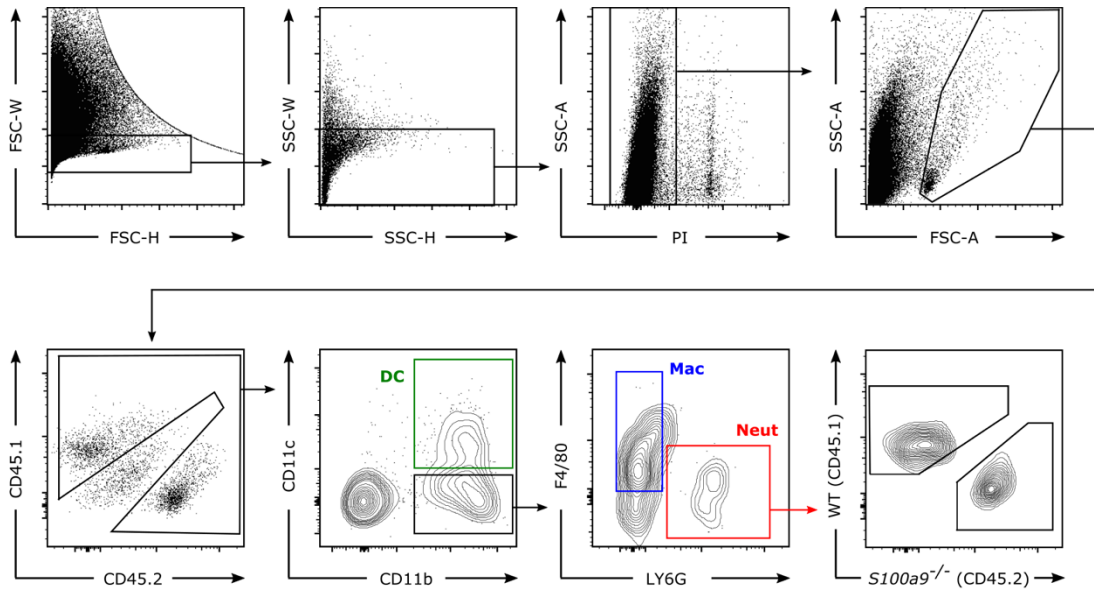 FSC-W
FSC-H
SSC-W
SSC-H
SSC-A
PI
SSC-A
FSC-A
CD45.1
CD45.2
CD11c
DC
CD11b
F4/80
Mac
Neut
LY6G
WT (CD45.1)
S100a9-/- (CD45.2)